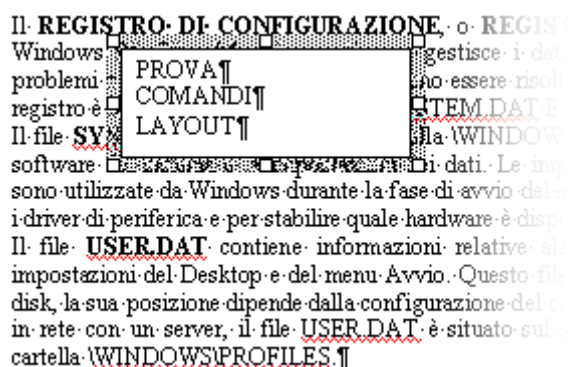 Il REGISTRO DI CONFIGURAZIONE, o REGIS
Windows gestisce i dat
PROVA¶
problemi essere risolt
COMANDI¶
registro è TEM.DAT E
LAYOUT¶
Il file SY la \WINDOW
software i dati. Le imp
sono utilizzate da Windows durante la fase di avvio del s
i driver di periferica e per stabilire quale hardware è disp
Il file USER.DAT contiene informazioni relative al
impostazioni del Desktop e del menu Avvio. Questo file
disk, la sua posizione dipende dalla configurazione del c
in rete con un server, il file USER.DAT è situato sul s
cartella \WINDOWS\PROFILES.¶